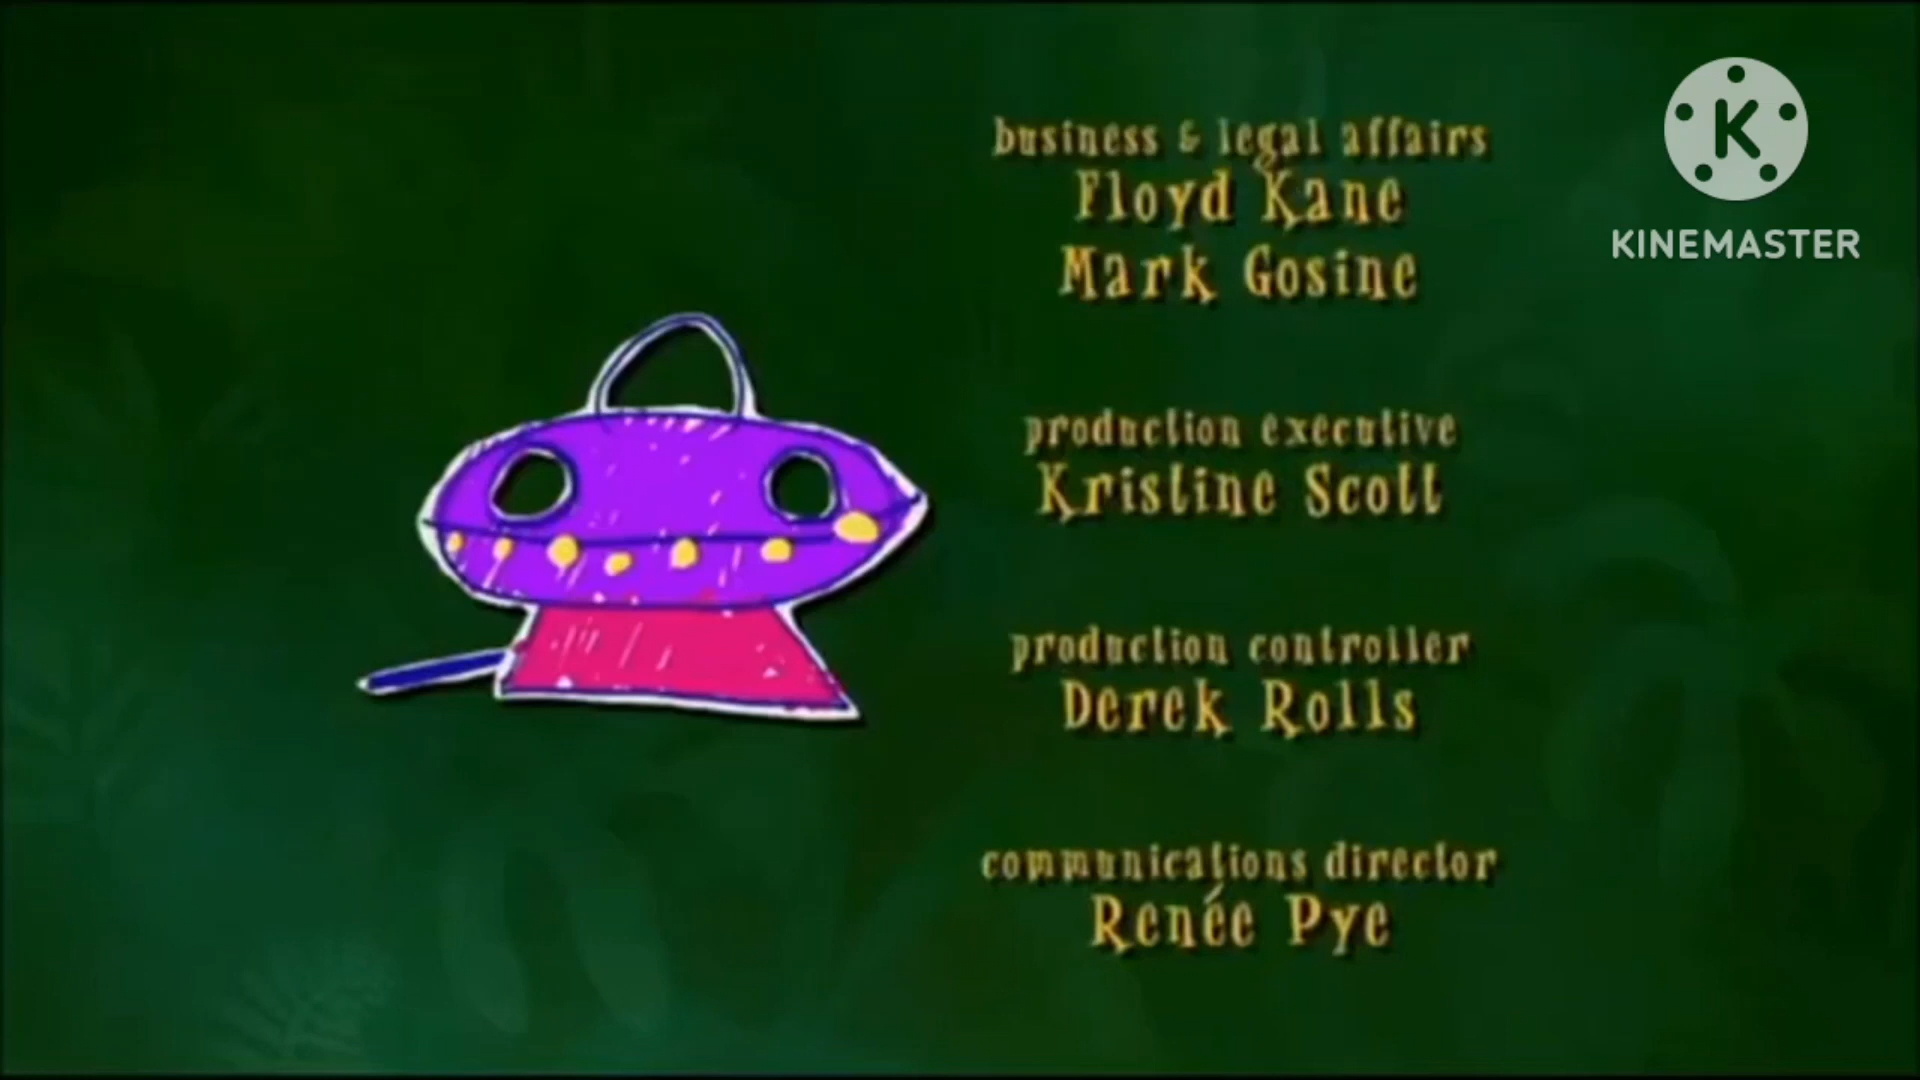 business & legal affairs
Floyd Kane
Mark Gosine
production executive
Kristine Scott
production controller
Derek Rolls
communications director
Renée Pye
K
KINEMASTER